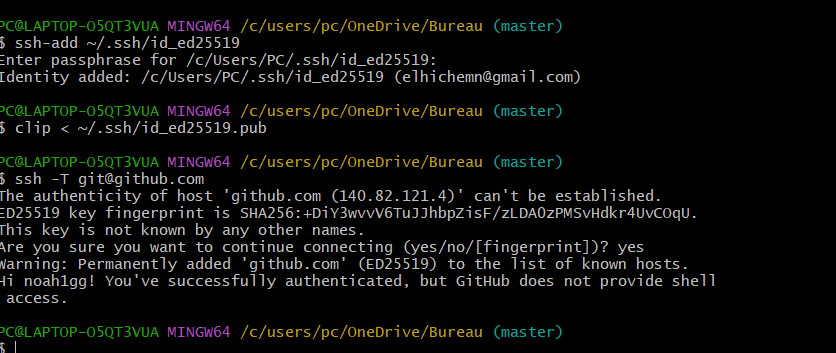 PC@LAPTOP-O5QT3VUA MINGW64 /c/users/pc/OneDrive/Bureau (master)
$ ssh-add ~/.ssh/id_ed25519
Enter passphrase for /c/Users/PC/.ssh/id_ed25519:
Identity added: /c/Users/PC/.ssh/id_ed25519 (elhichemn@gmail.com)
PC@LAPTOP-O5QT3VUA MINGW64 /c/users/pc/OneDrive/Bureau (master)
$ clip < ~/.ssh/id_ed25519.pub
PC@LAPTOP-O5QT3VUA MINGW64 /c/users/pc/OneDrive/Bureau (master)
$ ssh -T git@github.com
The authenticity of host 'github.com (140.82.121.4)' can't be established.
ED25519 key fingerprint is SHA256:+DiY3wvvV6TuJJhbpZisF/zLDA0zPMSvHdkr4UvCOqU.
This key is not known by any other names.
Are you sure you want to continue connecting (yes/no/[fingerprint])? yes
Warning: Permanently added 'github.com' (ED25519) to the list of known hosts.
Hi noah1gg! You've successfully authenticated, but GitHub does not provide shell
access.
PC@LAPTOP-O5QT3VUA MINGW64 /c/users/pc/OneDrive/Bureau (master)
$